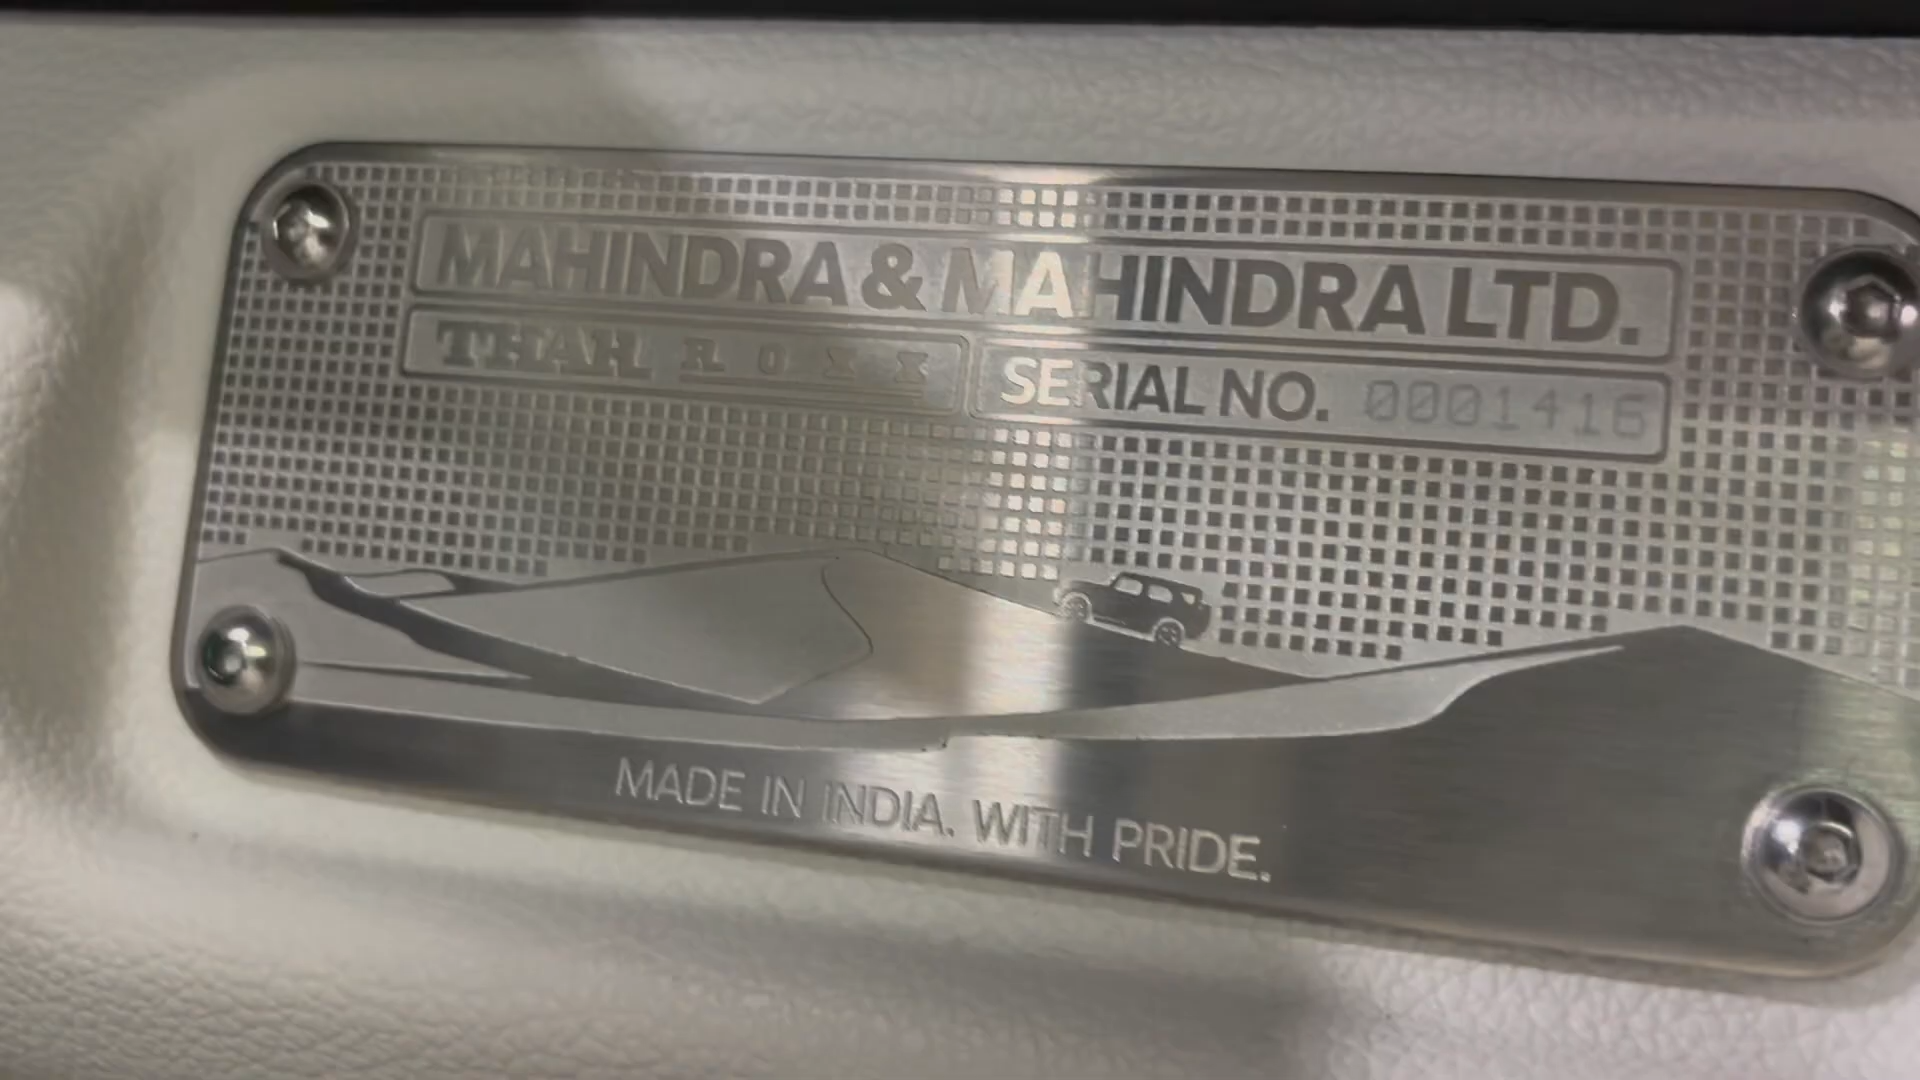 MAHINDRA & MAHINDRA LTD.
THAR ROXX SERIAL NO. 0001416
MADE IN INDIA. WITH PRIDE.